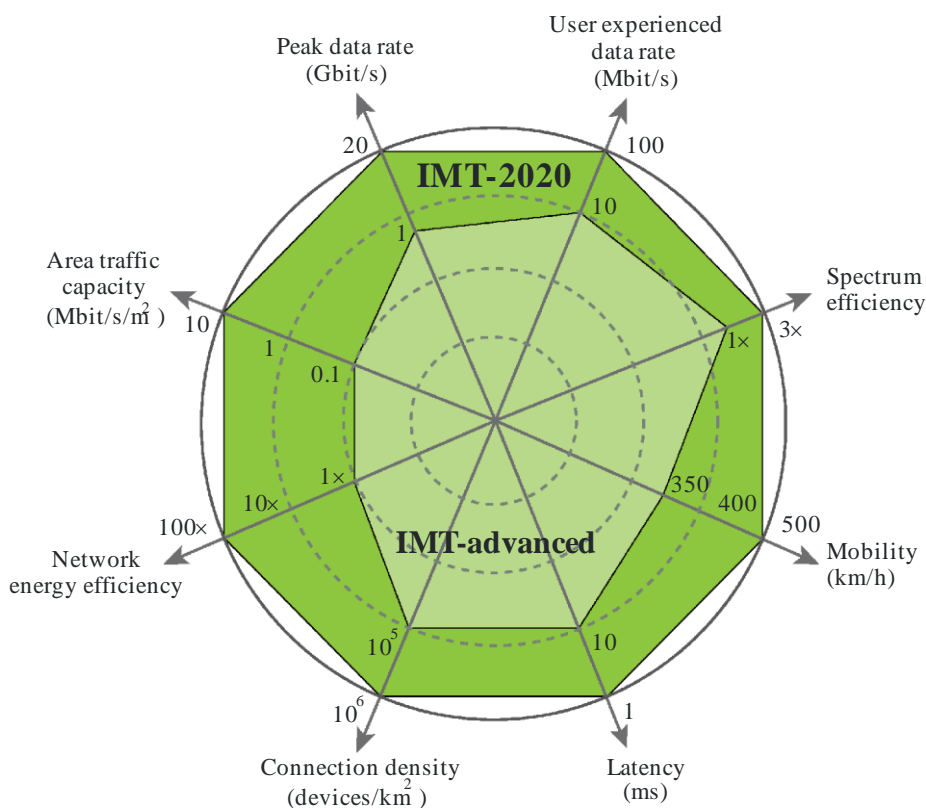 User experienced
data rate
(Mbit/s)
Peak data rate
(Gbit/s)
20
100
IMT-2020
1
10
Area traffic
capacity
(Mbit/s/m²)
10
1
0.1
Spectrum
efficiency
1×
3×
1×
10×
100×
350
400
500
Network
energy efficiency
Mobility
(km/h)
IMT-advanced
10⁵
10
10⁶
1
Connection density
(devices/km²)
Latency
(ms)